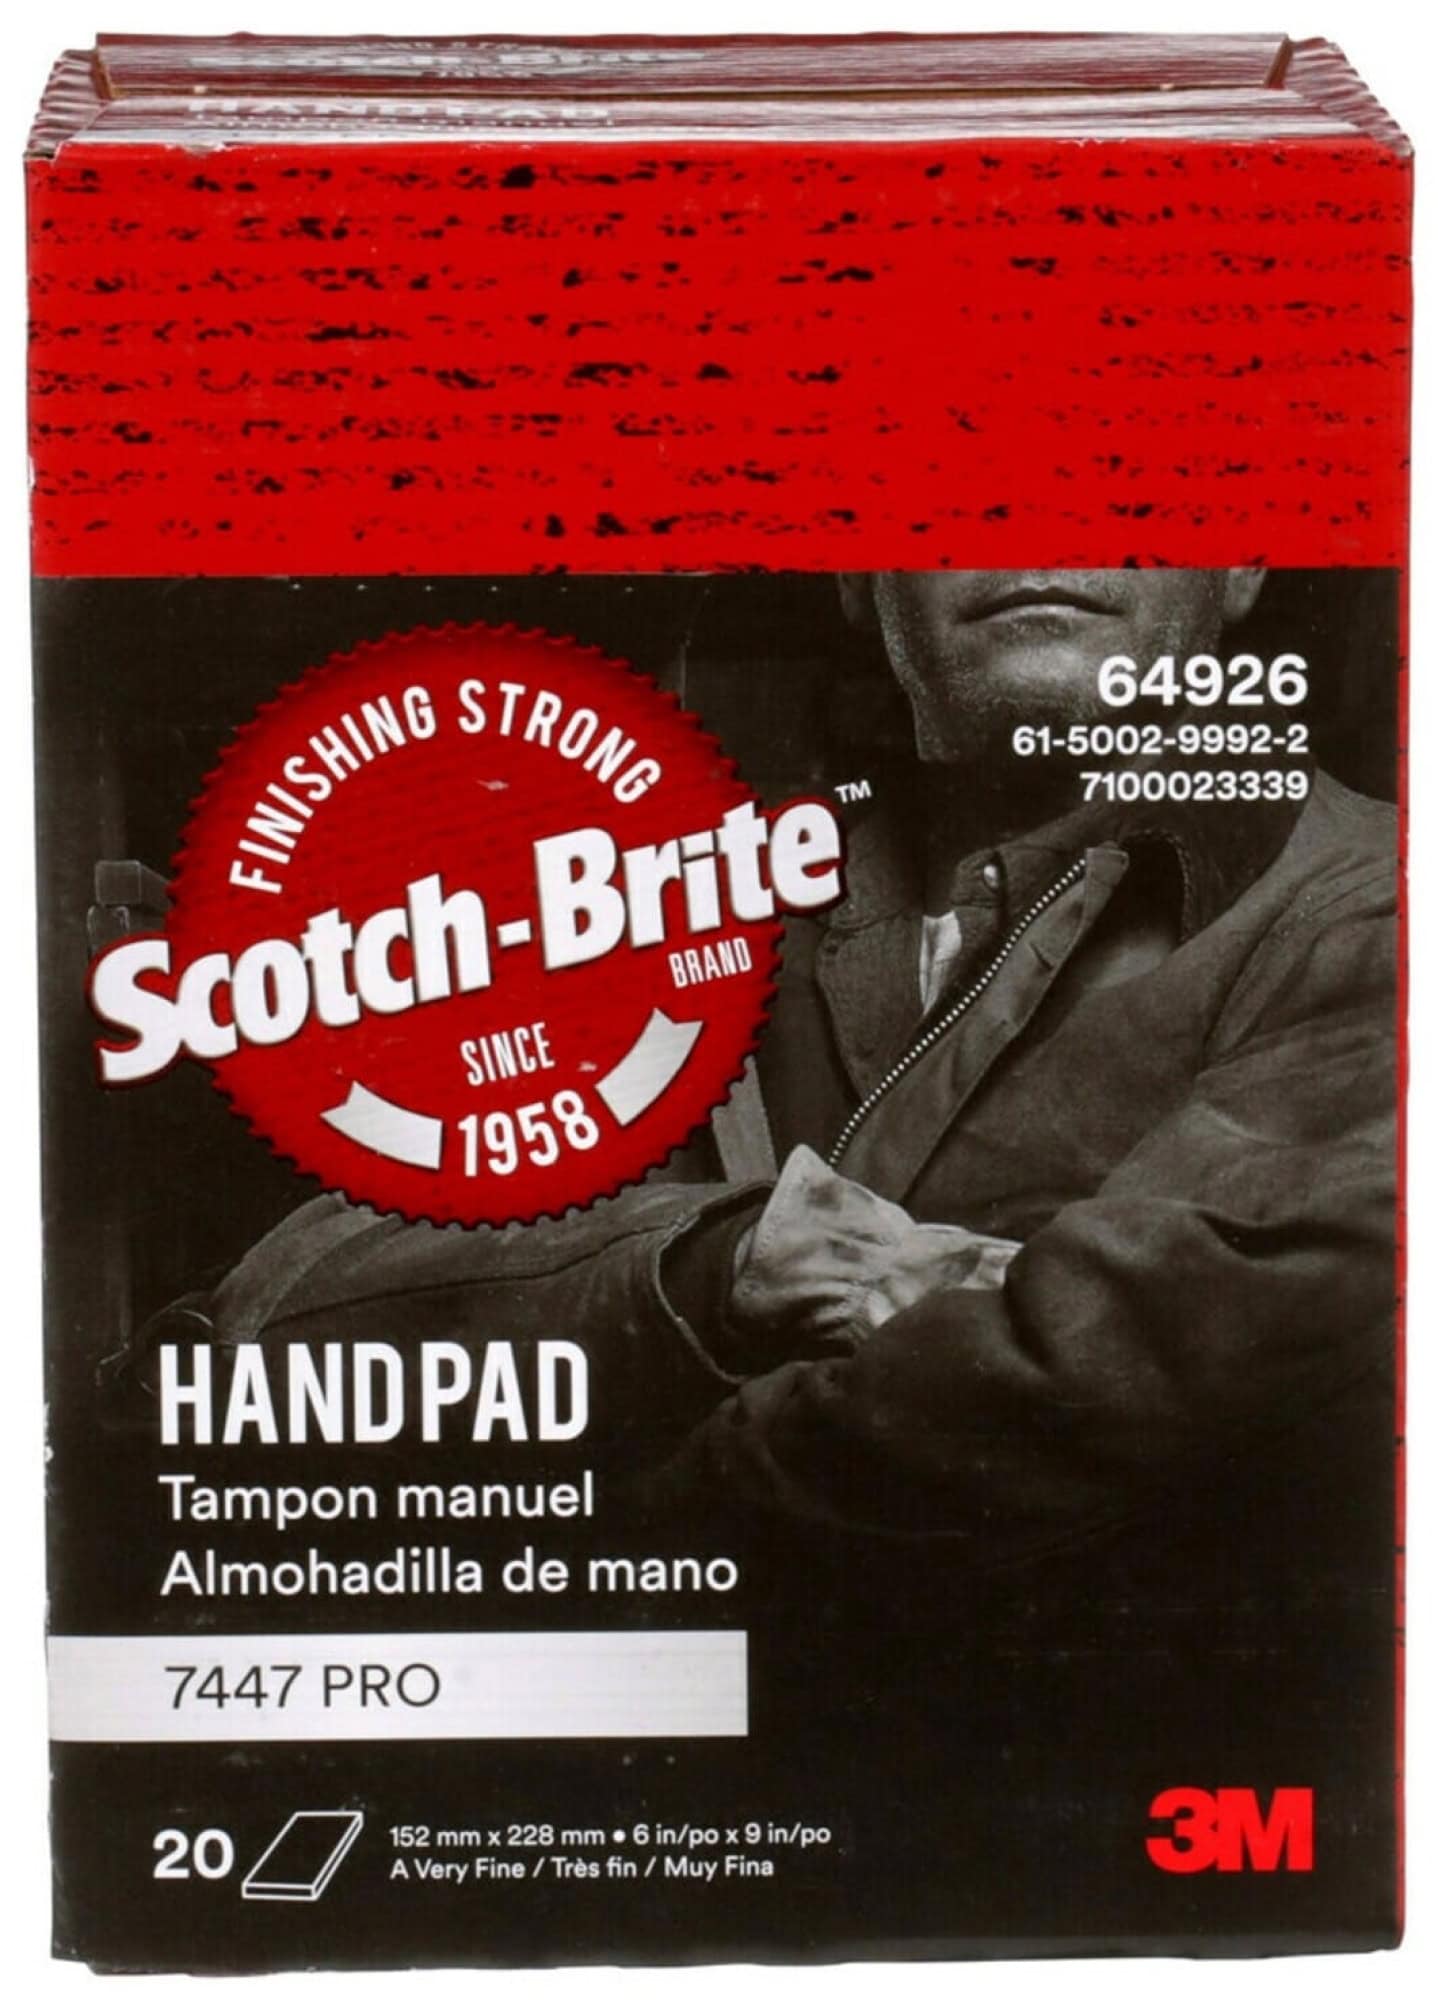 HAND PAD
64926
61-5002-9992-2
7100023339
FINISHING STRONG
Scotch-Brite™
BRAND
SINCE
1958
HAND PAD
Tampon manuel
Almohadilla de mano
7447 PRO
20
152 mm x 228 mm • 6 in/po x 9 in/po
A Very Fine / Très fin / Muy Fina
3M